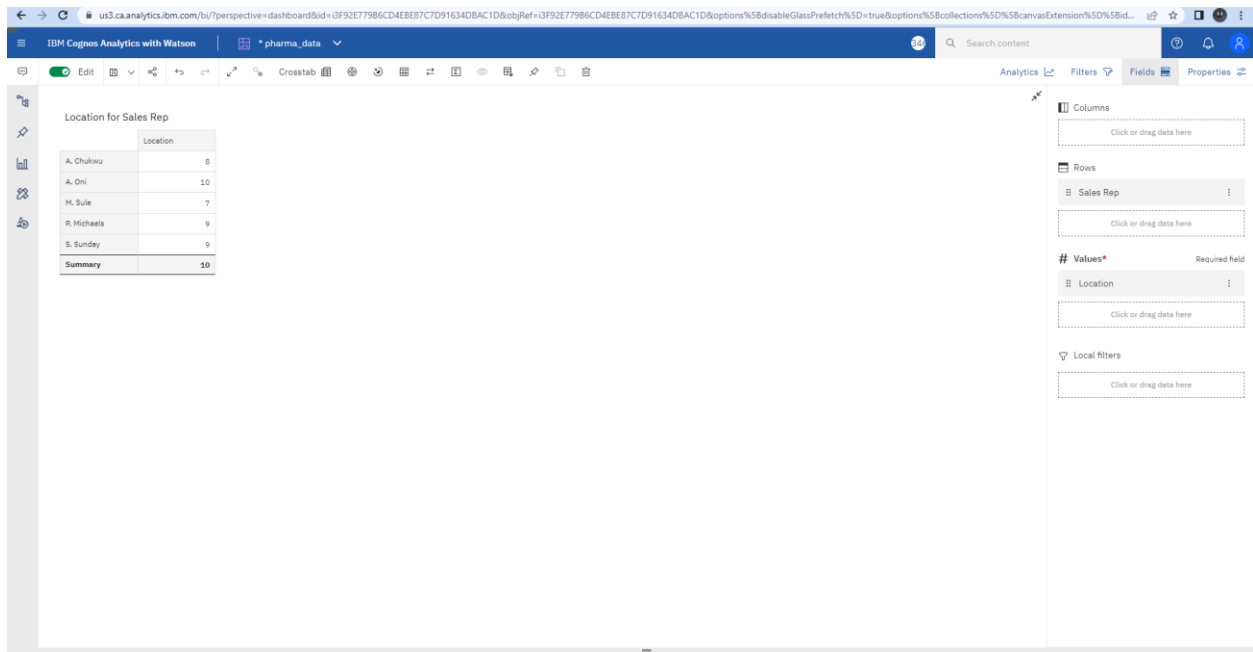 us3.ca.analytics.ibm.com/bi/?perspective=dashboard&id=i3F92E779B6CD4EBE87C7D91634DBAC1D&objRef=i3F92E779B6CD4EBE87C7D91634DBAC1D&options%5BdisableGlassPrefetch%5D=true&options%5Bcollections%5D%5BcanvasExtension%5D%5Bid...
IBM Cognos Analytics with Watson
* pharma_data
Search content
Edit
Crosstab
Analytics
Filters
Fields
Properties
Location for Sales Rep
Location
A. Chukwu 8
A. Oni 10
M. Sule 7
P. Michaels 9
S. Sunday 9
Summary 10
Columns
Click or drag data here
Rows
Sales Rep
Click or drag data here
# Values* Required field
Location
Click or drag data here
Local filters
Click or drag data here